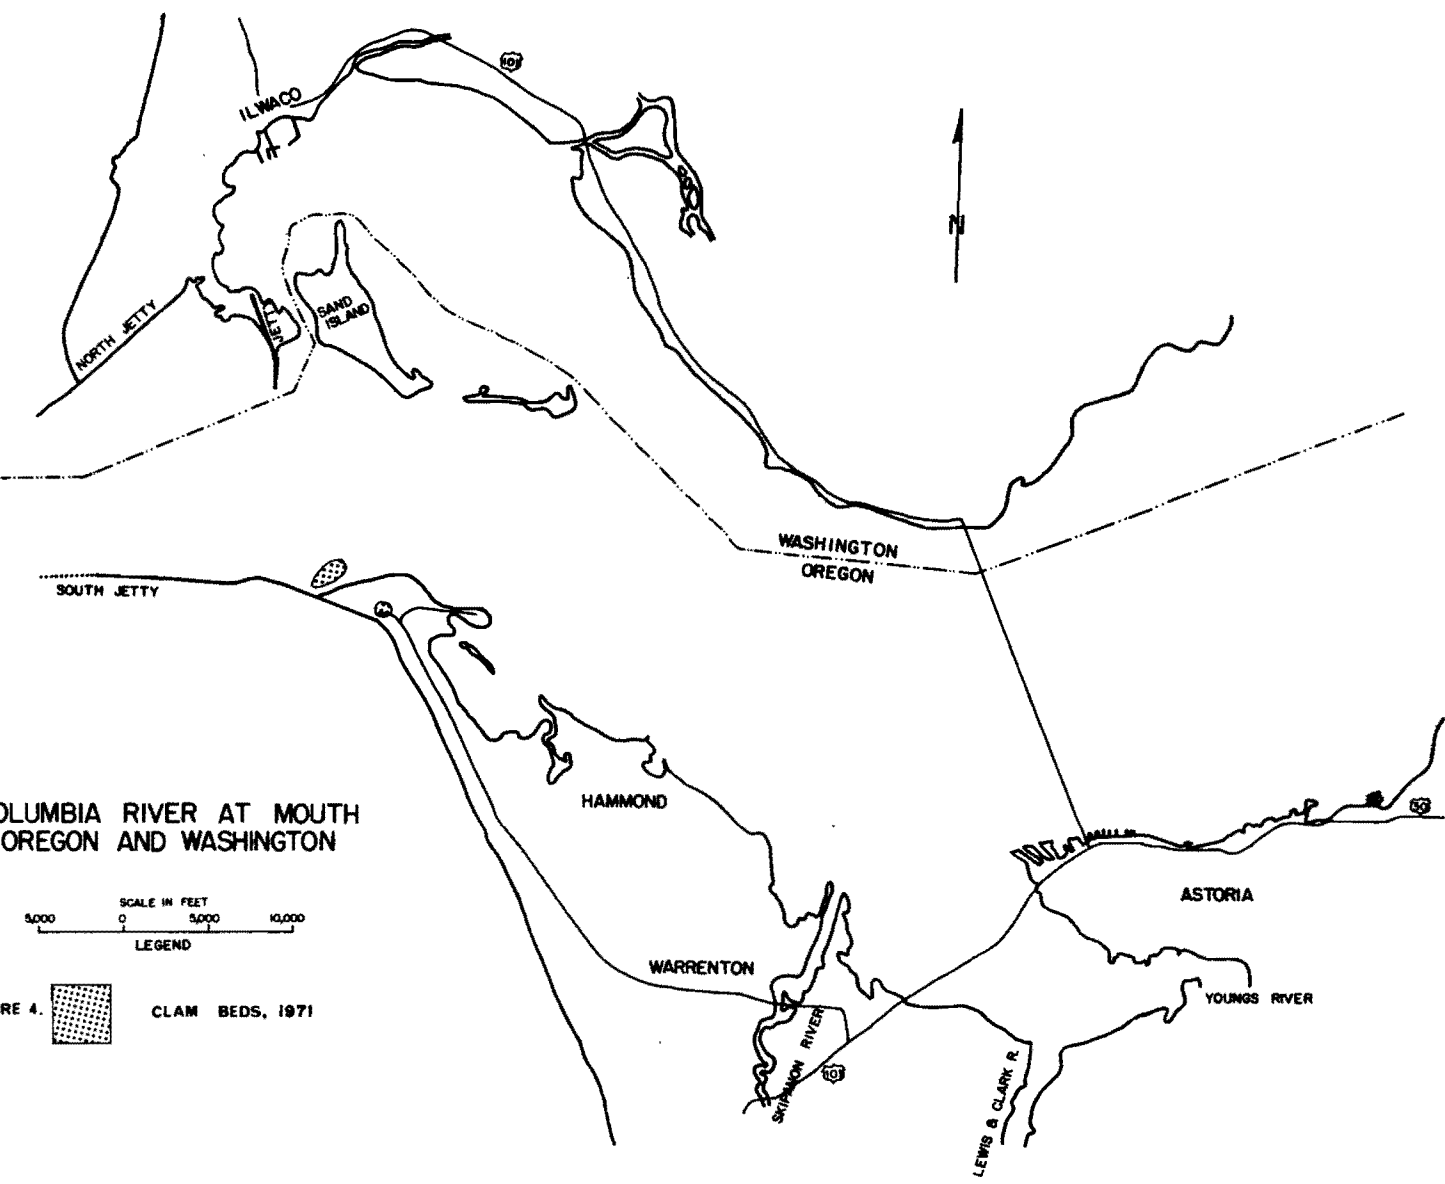 101
ILWACO
N
SAND
ISLAND
NORTH JETTY
JETTY
WASHINGTON
OREGON
SOUTH JETTY
HAMMOND
OLUMBIA RIVER AT MOUTH
OREGON AND WASHINGTON
30
ASTORIA
SCALE IN FEET
5,000 0 5,000 10,000
LEGEND
WARRENTON
RE 4.
CLAM BEDS, 1971
YOUNGS RIVER
SKIPANON RIVER
101
LEWIS & CLARK R.